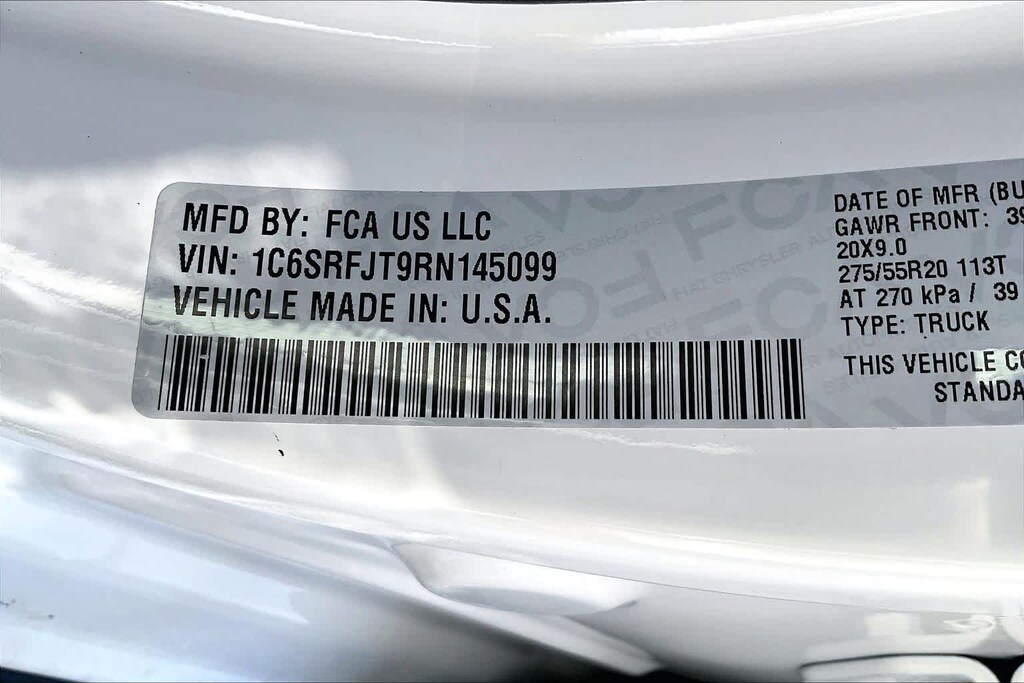 MFD BY: FCA US LLC
VIN: 1C6SRFJT9RN145099
VEHICLE MADE IN: U.S.A.
DATE OF MFR (BU
GAWR FRONT: 39
20X9.0
275/55R20 113T
AT 270 kPa / 39
TYPE: TRUCK
THIS VEHICLE CO
STANDA